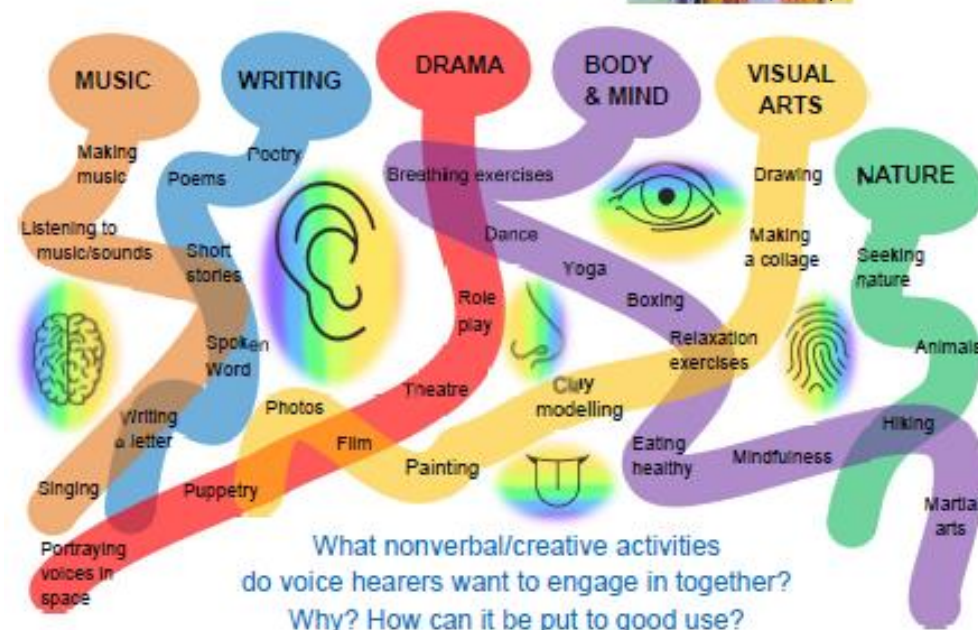 MUSIC
WRITING
DRAMA
BODY
& MIND
VISUAL
ARTS
NATURE
Making
music
Listening to
music/sounds
Singing
Poetry
Poems
Short
stories
Spoken
Word
Writing
a letter
Role
play
Theatre
Film
Puppetry
Portraying
voices in
space
Breathing exercises
Dance
Yoga
Boxing
Relaxation
exercises
Eating
healthy
Mindfulness
Hiking
Martial
arts
Drawing
Making
a collage
Clay
modelling
Painting
Photos
Seeking
nature
Animals
What nonverbal/creative activities
do voice hearers want to engage in together?
Why? How can it be put to good use?